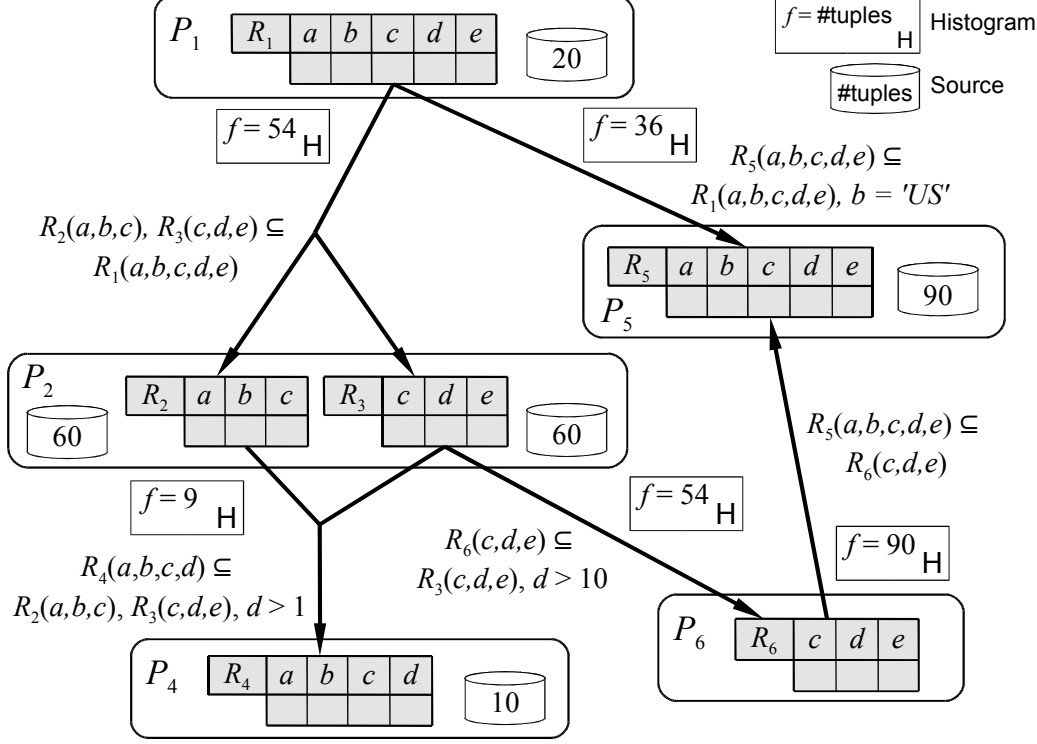 P1 R1 a b c d e 20
f = #tuples H Histogram
#tuples Source
f = 54 H
f = 36 H
R5(a,b,c,d,e) ⊆
R1(a,b,c,d,e), b = 'US'
R2(a,b,c), R3(c,d,e) ⊆
R1(a,b,c,d,e)
R5 a b c d e 90
P5
P2 R2 a b c R3 c d e
60 60
R5(a,b,c,d,e) ⊆
R6(c,d,e)
f = 9 H
f = 54 H
f = 90 H
R4(a,b,c,d) ⊆
R2(a,b,c), R3(c,d,e), d > 1
R6(c,d,e) ⊆
R3(c,d,e), d > 10
P6 R6 c d e
P4 R4 a b c d 10